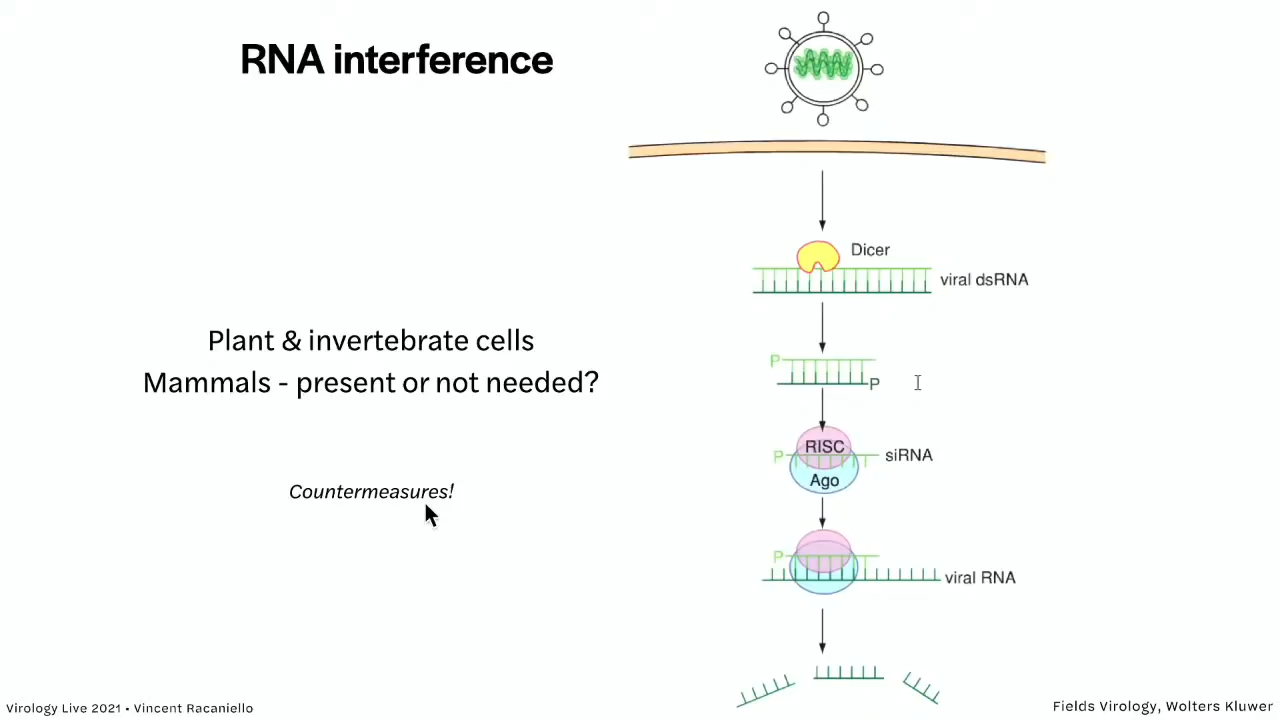 RNA interference
Dicer
viral dsRNA
Plant & invertebrate cells
Mammals - present or not needed?
P
P
RISC
P
siRNA
Ago
Countermeasures!
P
viral RNA
Virology Live 2021 • Vincent Racaniello
Fields Virology, Wolters Kluwer